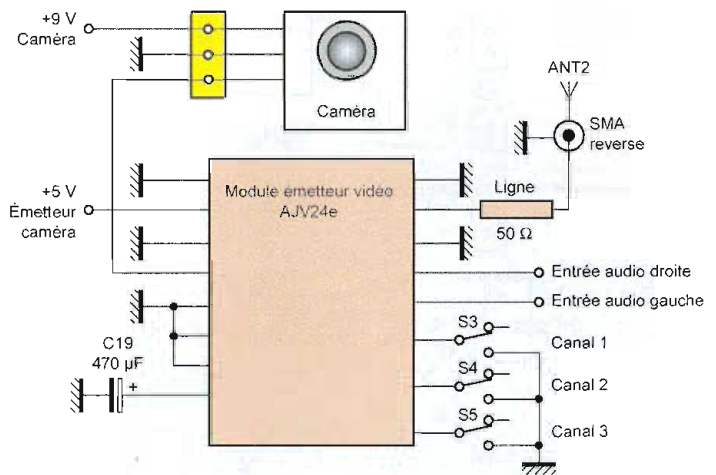 +9 V
Caméra
Caméra
ANT2
SMA
reverse
Module émetteur vidéo
AJV24e
+5 V
Émetteur
caméra
Ligne
50 Ω
Entrée audio droite
Entrée audio gauche
C19
470 µF
+
S3
Canal 1
S4
Canal 2
S5
Canal 3